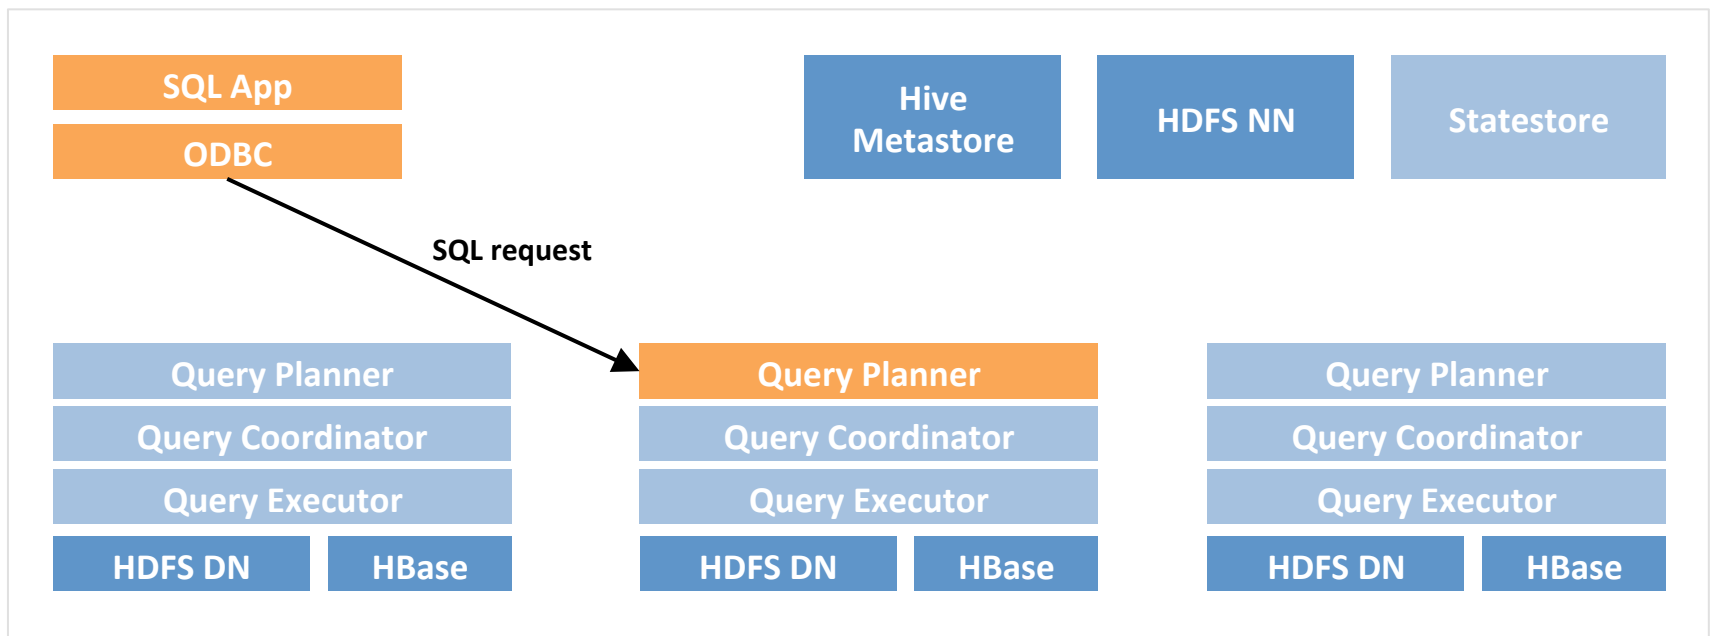 SQL App
ODBC
Hive
Metastore
HDFS NN
Statestore
SQL request
Query Planner
Query Coordinator
Query Executor
HDFS DN
HBase
Query Planner
Query Coordinator
Query Executor
HDFS DN
HBase
Query Planner
Query Coordinator
Query Executor
HDFS DN
HBase